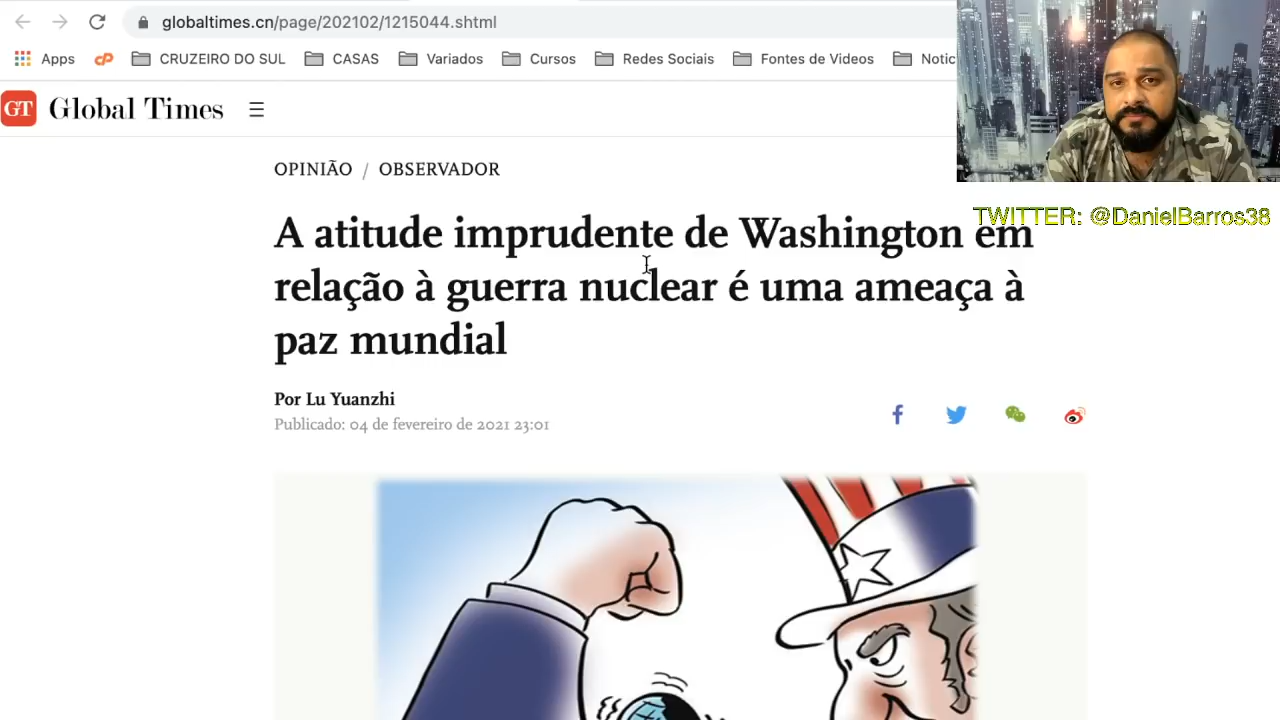 globaltimes.cn/page/202102/1215044.shtml
Apps
CRUZEIRO DO SUL
CASAS
Variados
Cursos
Redes Sociais
Fontes de Videos
Notic
GT Global Times
TWITTER: @DanielBarros38
OPINIÃO / OBSERVADOR
A atitude imprudente de Washington em
relação à guerra nuclear é uma ameaça à
paz mundial
Por Lu Yuanzhi
Publicado: 04 de fevereiro de 2021 23:01